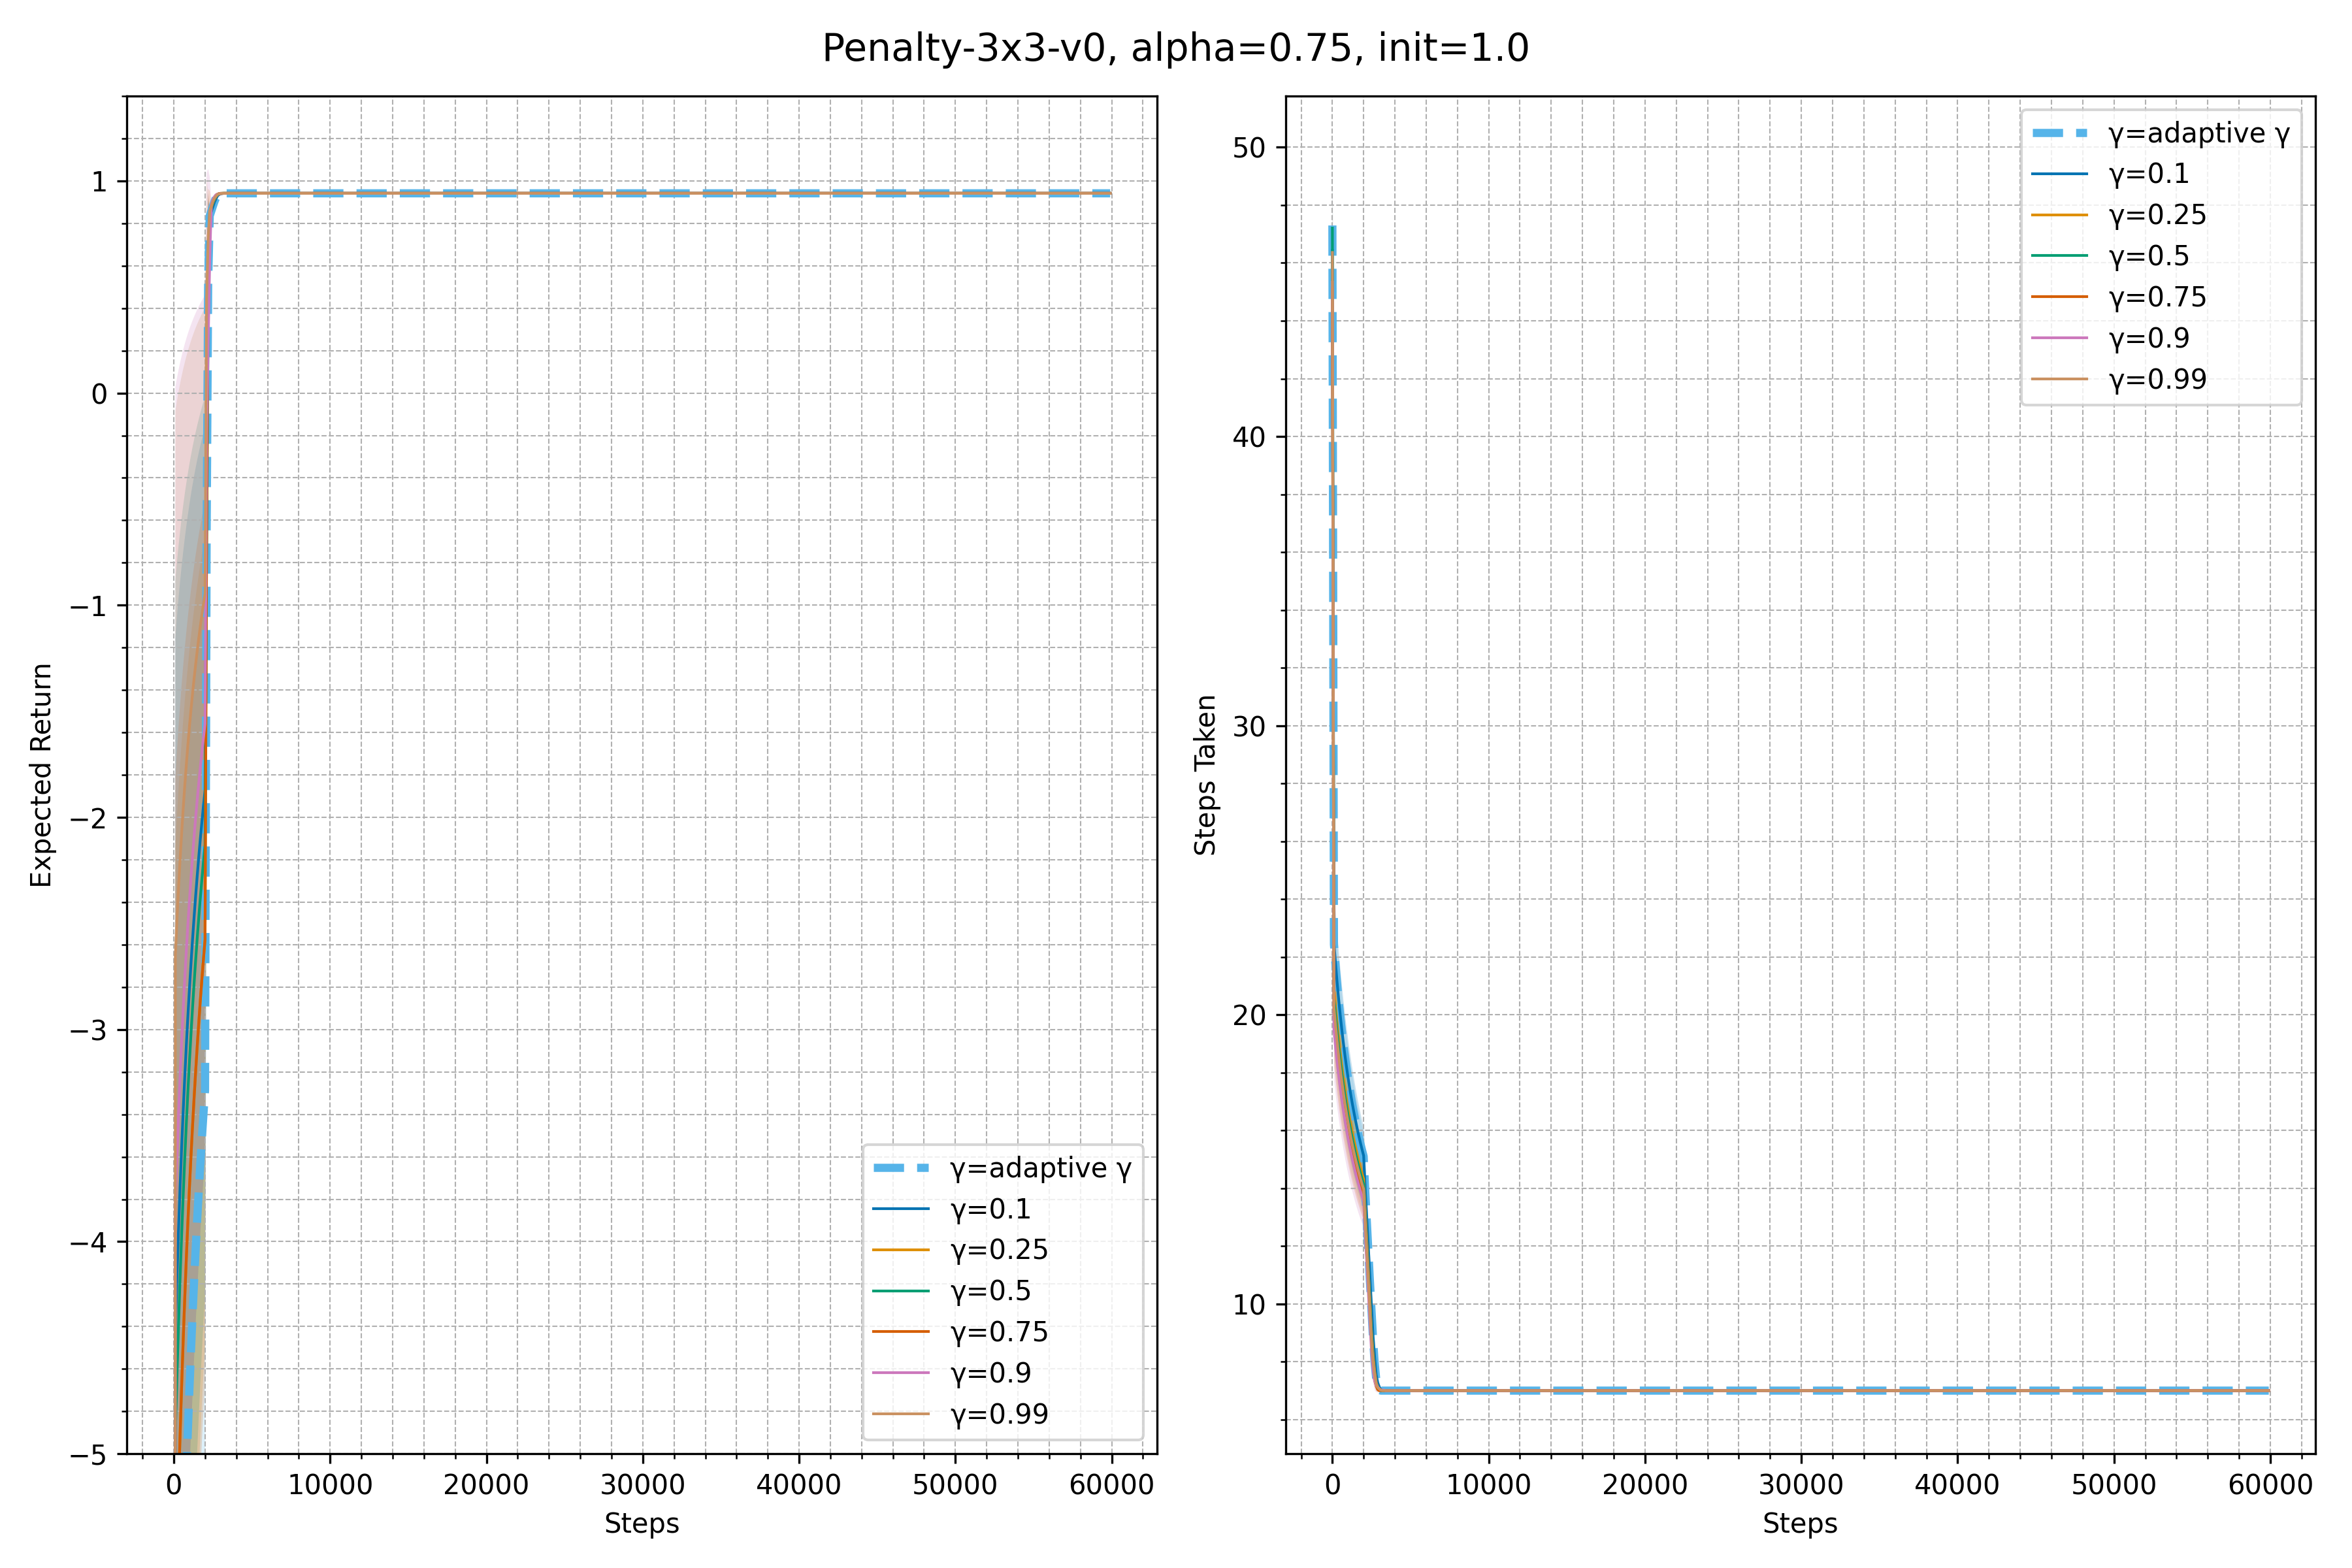 Penalty-3x3-v0, alpha=0.75, init=1.0
Expected Return
1
0
−1
−2
−3
−4
−5
0
10000
20000
30000
40000
50000
60000
Steps
γ=adaptive γ
γ=0.1
γ=0.25
γ=0.5
γ=0.75
γ=0.9
γ=0.99
Steps Taken
50
40
30
20
10
0
10000
20000
30000
40000
50000
60000
Steps
γ=adaptive γ
γ=0.1
γ=0.25
γ=0.5
γ=0.75
γ=0.9
γ=0.99